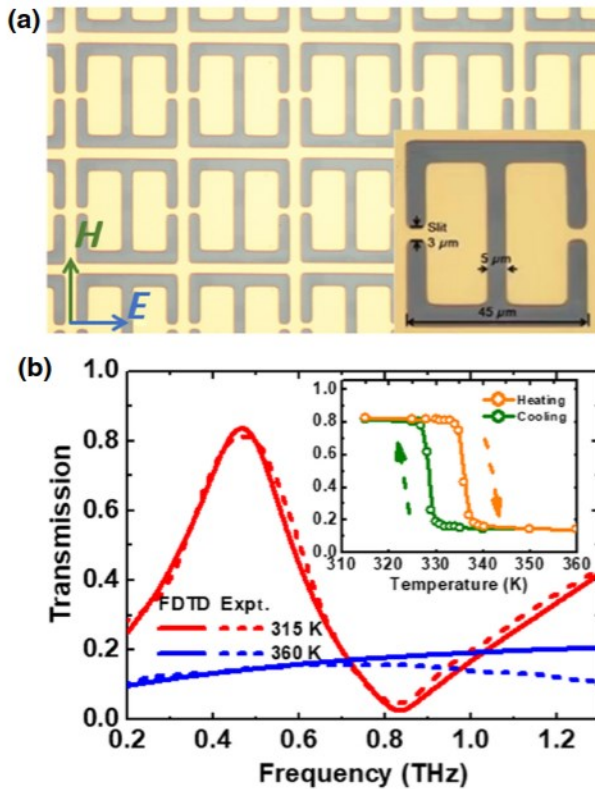 (a)
H
E
Slit
3 μm
5 μm
45 μm
(b)
Transmission
1.0
0.8
0.6
0.4
0.2
0.0
0.2
0.4
0.6
0.8
1.0
1.2
Frequency (THz)
FDTD Expt.
315 K
360 K
1.0
0.8
0.6
0.4
0.2
0.0
310 320 330 340 350 360
Temperature (K)
Heating
Cooling